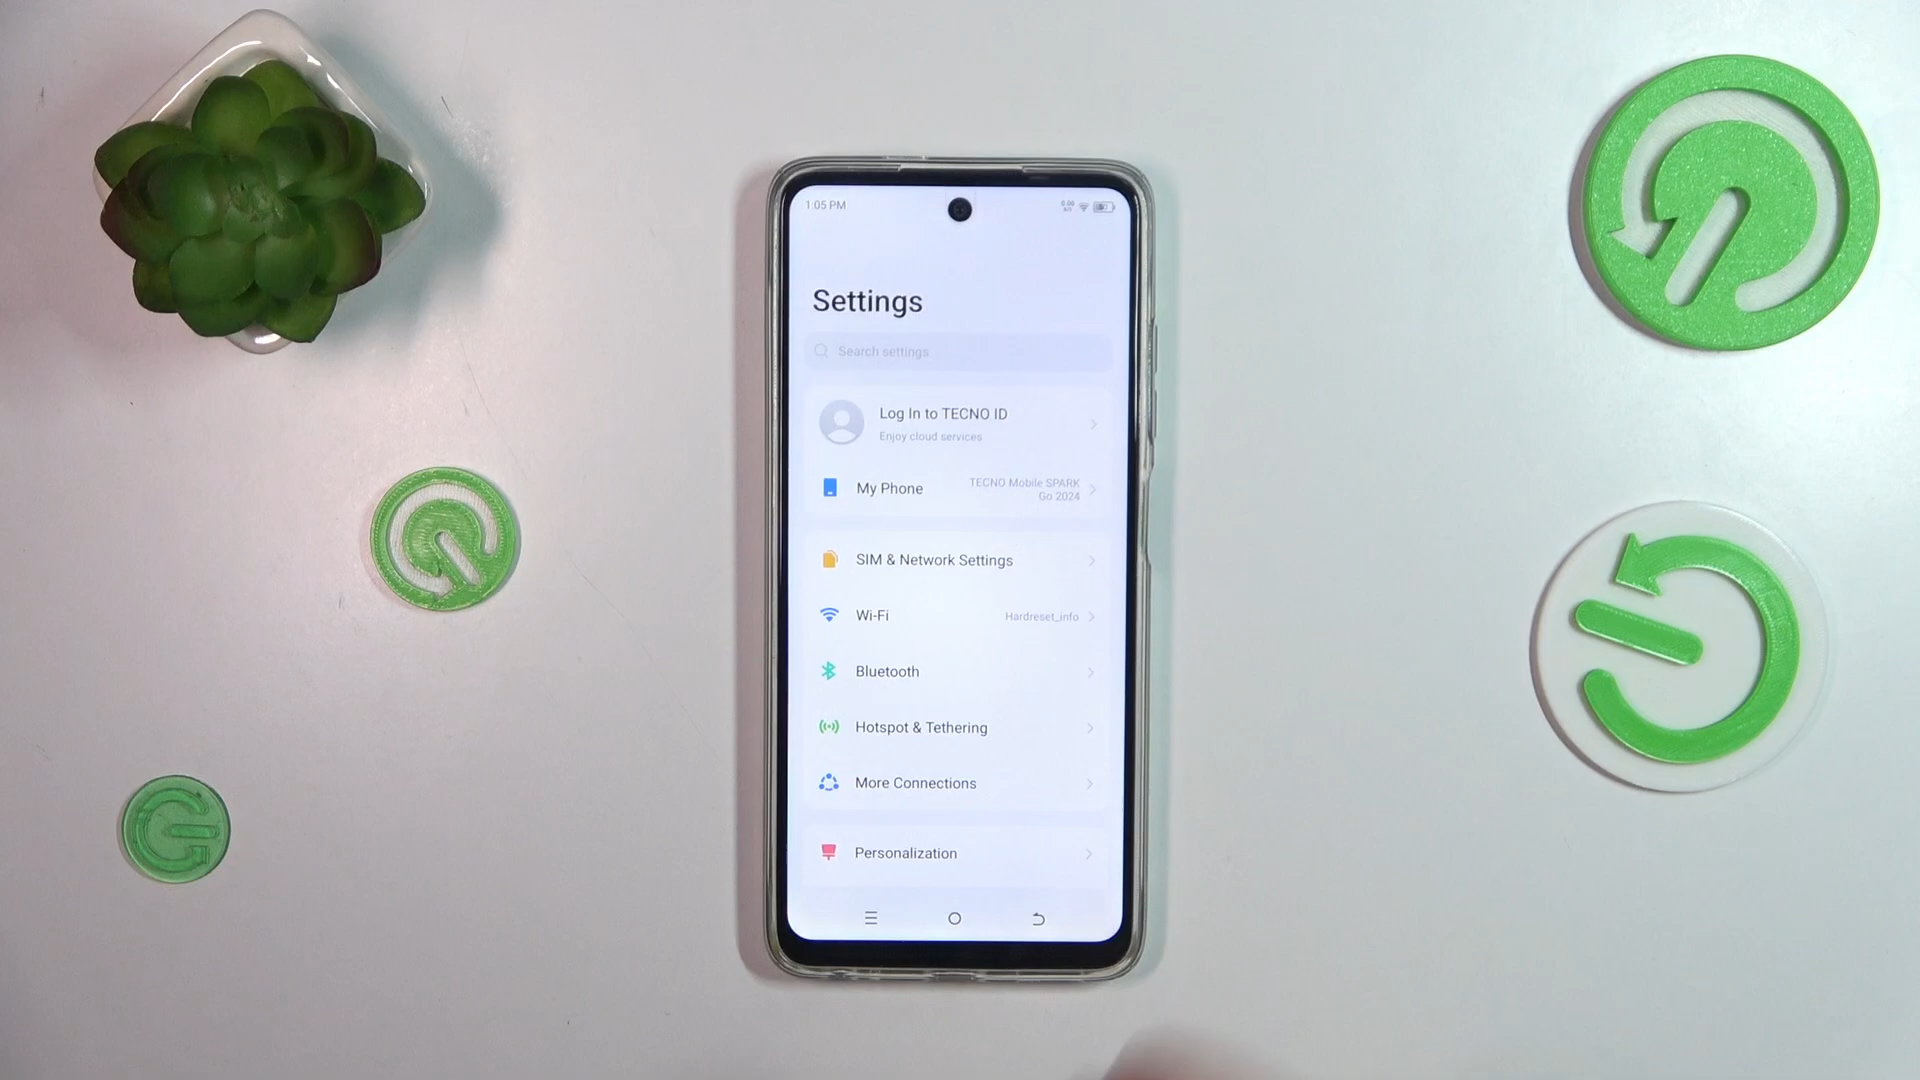 1:05 PM
Settings
Search settings
Log In to TECNO ID
Enjoy cloud services
My Phone
TECNO Mobile SPARK
Go 2024
SIM & Network Settings
Wi-Fi
Hardreset_info
Bluetooth
Hotspot & Tethering
More Connections
Personalization